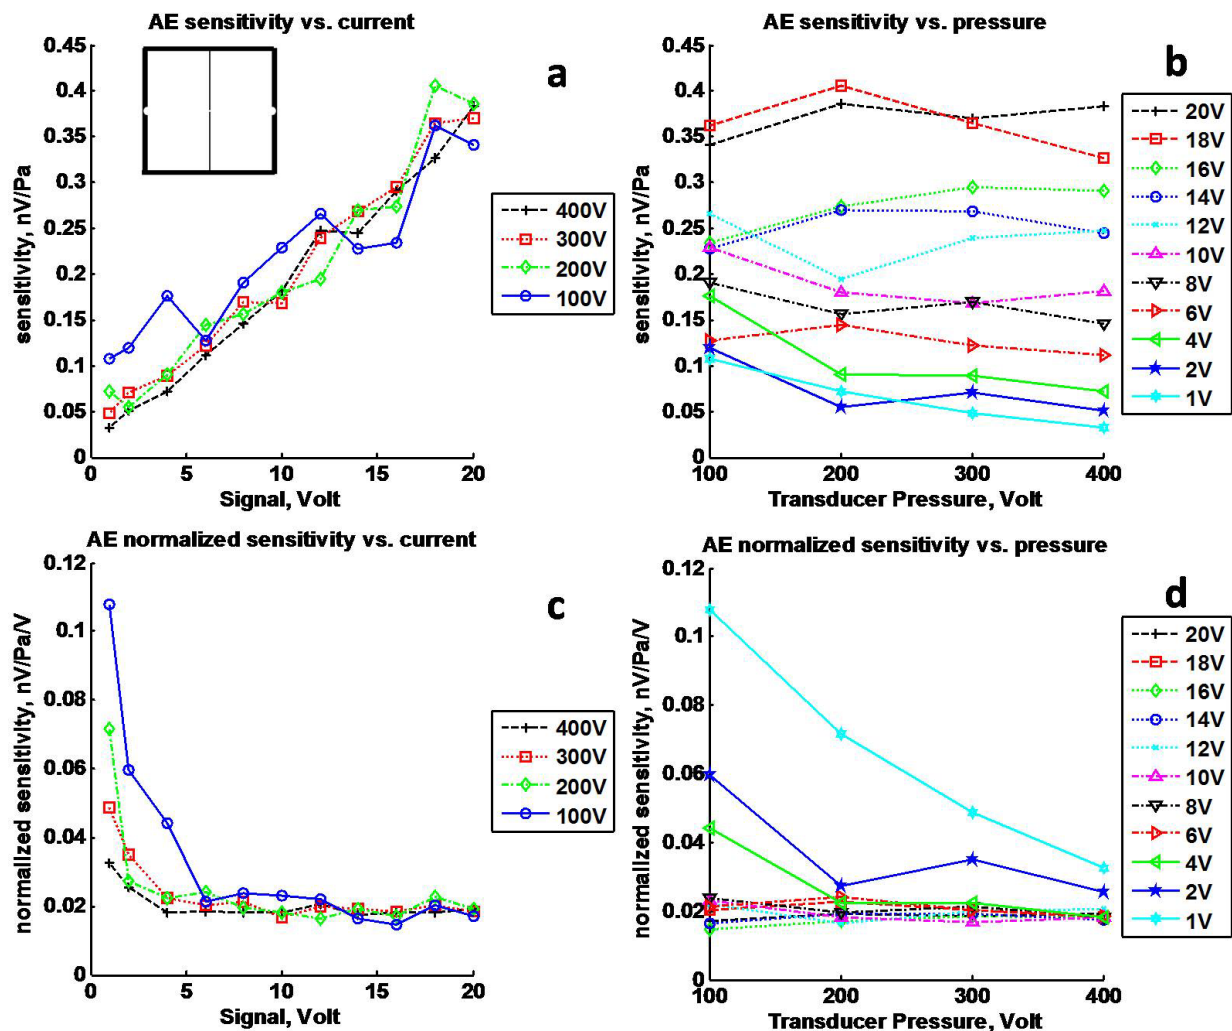 AE sensitivity vs. current
a
sensitivity, nV/Pa
0.45
0.4
0.35
0.3
0.25
0.2
0.15
0.1
0.05
0
0 5 10 15 20
Signal, Volt
400V
300V
200V
100V
AE sensitivity vs. pressure
b
sensitivity, nV/Pa
0.45
0.4
0.35
0.3
0.25
0.2
0.15
0.1
0.05
0
100 200 300 400
Transducer Pressure, Volt
20V
18V
16V
14V
12V
10V
8V
6V
4V
2V
1V
AE normalized sensitivity vs. current
c
normalized sensitivity, nV/Pa/V
0.12
0.1
0.08
0.06
0.04
0.02
0
0 5 10 15 20
Signal, Volt
400V
300V
200V
100V
AE normalized sensitivity vs. pressure
d
normalized sensitivity, nV/Pa/V
0.12
0.1
0.08
0.06
0.04
0.02
0
100 200 300 400
Transducer Pressure, Volt
20V
18V
16V
14V
12V
10V
8V
6V
4V
2V
1V